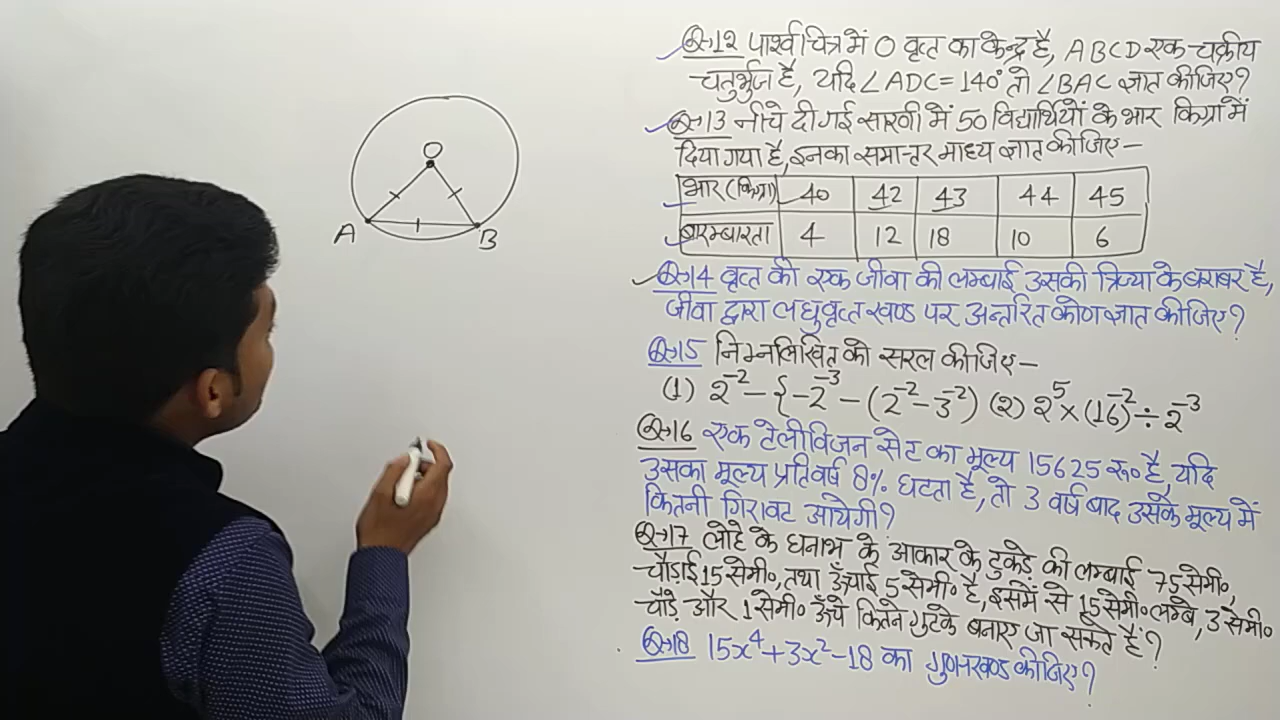 O
A
B
Q→12 पार्श्व चित्र में O वृत्त का केन्द्र है, ABCD एक चक्रीय
चतुर्भुज है, यदि ∠ADC = 140° तो ∠BAC ज्ञात कीजिए?
Q→13 नीचे दी गई सारणी में 50 विद्यार्थियों के भार किग्रा में
दिया गया है, इनका समान्तर माध्य ज्ञात कीजिए –
भार (किग्रा) 40 42 43 44 45
बारम्बारता 4 12 18 10 6
Q→14 वृत्त की एक जीवा की लम्बाई उसकी त्रिज्या के बराबर है,
जीवा द्वारा लघुवृत्त खण्ड पर अन्तरित कोण ज्ञात कीजिए?
Q→15 निम्नलिखित को सरल कीजिए –
(1) 2⁻² – {–2⁻³ – (2⁻² – 3⁻²) (2) 2⁵ × (16)⁻² ÷ 2⁻³
Q→16 एक टेलीविजन सेट का मूल्य 15625 रु० है, यदि
उसका मूल्य प्रतिवर्ष 8% घटता है, तो 3 वर्ष बाद उसके मूल्य में
कितनी गिरावट आयेगी?
Q→17 लोहे के घनाभ के आकार के टुकड़े की लम्बाई 75 सेमी०,
चौडाई 15 सेमी०, तथा ऊँचाई 5 सेमी० है, इसमें से 15 सेमी० लम्बे, 3 सेमी०
चौड़े और 1 सेमी० ऊँचे कितने गुटके बनाए जा सकते हैं?
Q→18 15x⁴+3x²–18 का गुणनखण्ड कीजिए?